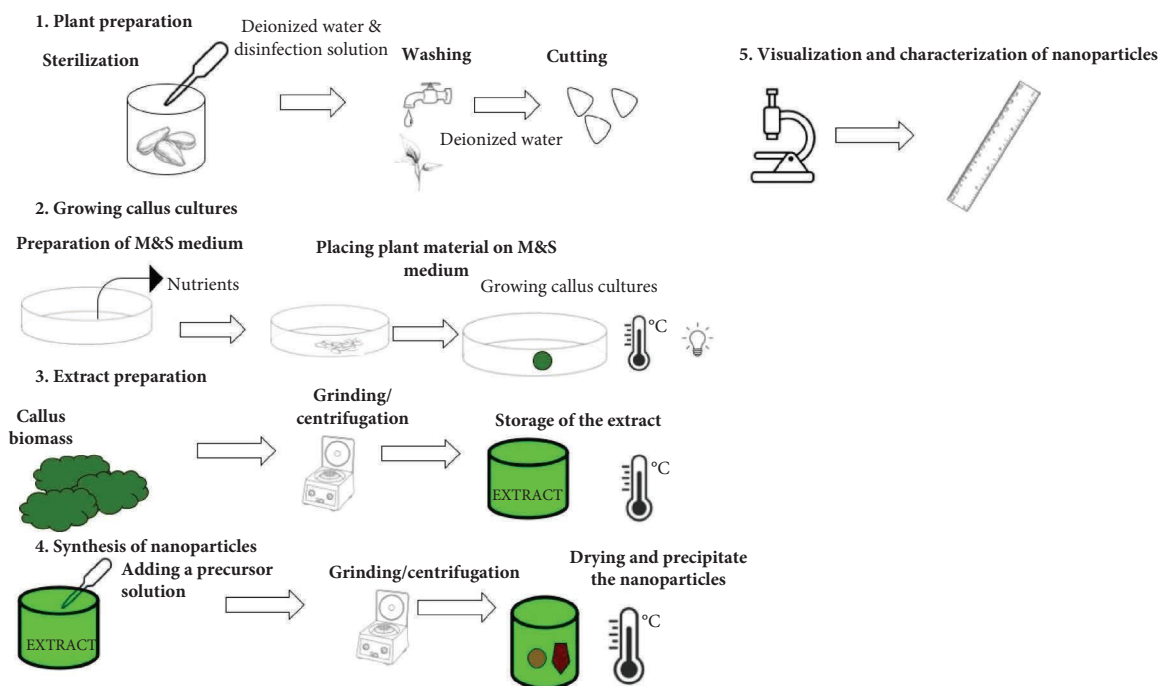 1. Plant preparation
Deionized water &
disinfection solution
Sterilization
Washing
Cutting
Deionized water
5. Visualization and characterization of nanoparticles
2. Growing callus cultures
Preparation of M&S medium
Nutrients
Placing plant material on M&S
medium
Growing callus cultures
°C
3. Extract preparation
Callus
biomass
Grinding/
centrifugation
Storage of the extract
EXTRACT
°C
4. Synthesis of nanoparticles
Adding a precursor
solution
EXTRACT
Grinding/centrifugation
Drying and precipitate
the nanoparticles
°C